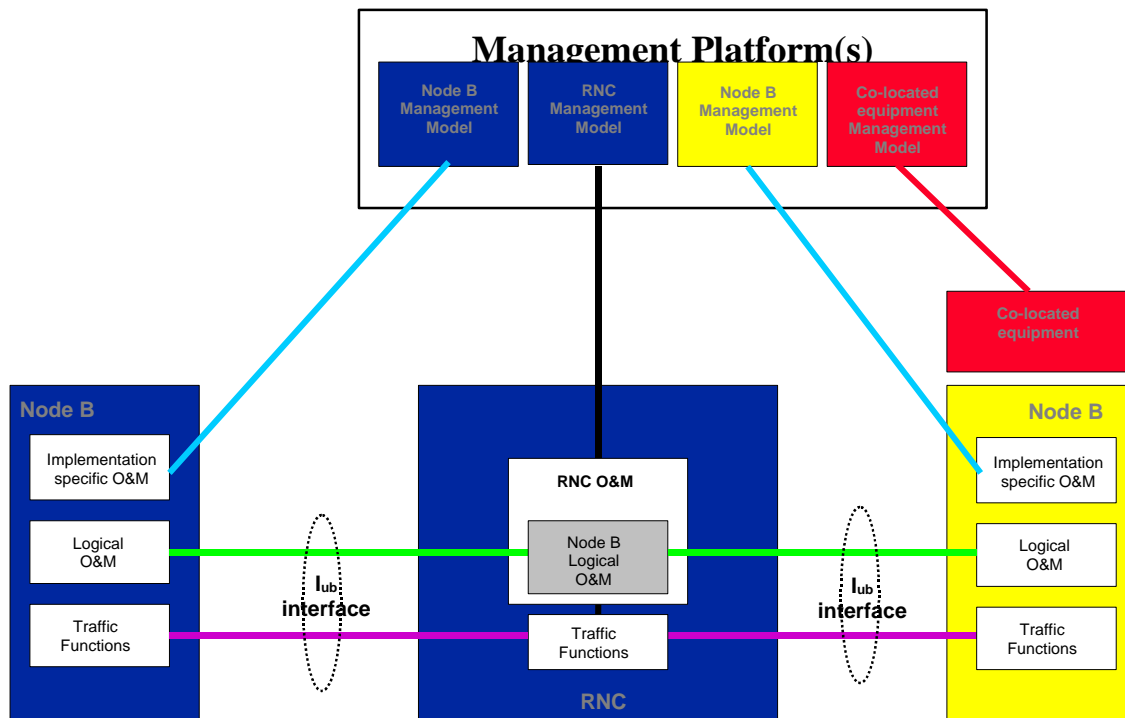 Management Platform(s)
Node B
Management
Model
RNC
Management
Model
Node B
Management
Model
Co-located
equipment
Management
Model
Co-located
equipment
Node B
Implementation
specific O&M
Logical
O&M
Traffic
Functions
Iub
interface
RNC O&M
Node B
Logical
O&M
Traffic
Functions
RNC
Iub
interface
Node B
Implementation
specific O&M
Logical
O&M
Traffic
Functions